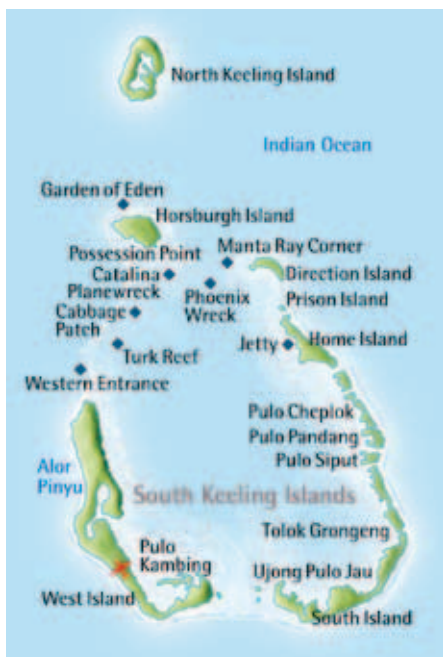 North Keeling Island
Indian Ocean
Garden of Eden
Horsburgh Island
Possession Point
Manta Ray Corner
Catalina
Planewreck
Direction Island
Phoenix
Wreck
Prison Island
Cabbage
Patch
Jetty
Home Island
Turk Reef
Western Entrance
Pulo Cheplok
Pulo Pandang
Pulo Siput
Alor
Pinyu
South Keeling Islands
Tolok Grongeng
Pulo
Kambing
Ujong Pulo Jau
West Island
South Island